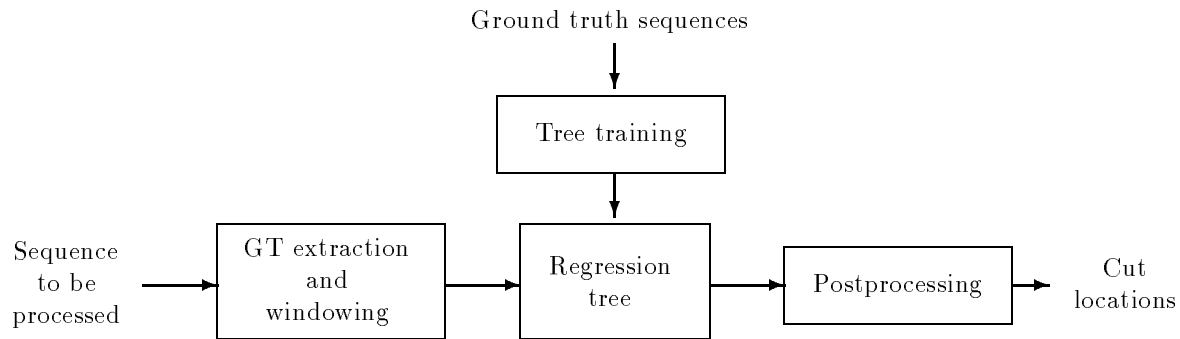 Ground truth sequences
Tree training
Sequence
to be
processed
GT extraction
and
windowing
Regression
tree
Postprocessing
Cut
locations